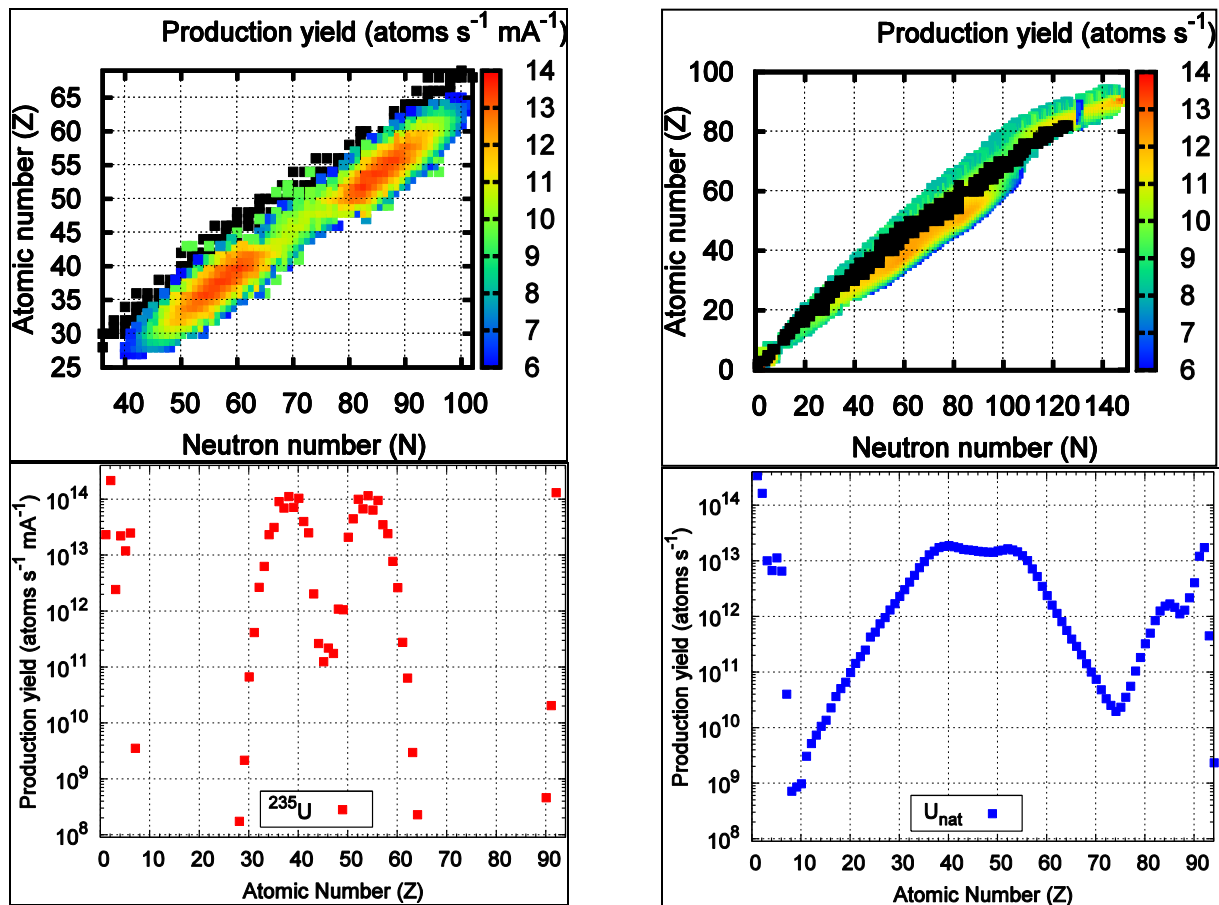 Production yield (atoms s⁻¹ mA⁻¹)
65
60
55
50
45
40
35
30
25
Atomic number (Z)
40 50 60 70 80 90 100
Neutron number (N)
14
13
12
11
10
9
8
7
6
Production yield (atoms s⁻¹)
100
80
60
40
20
0
Atomic number (Z)
0 20 40 60 80 100 120 140
Neutron number (N)
14
13
12
11
10
9
8
7
6
Production yield (atoms s⁻¹ mA⁻¹)
10¹⁴
10¹³
10¹²
10¹¹
10¹⁰
10⁹
10⁸
²³⁵U
0 10 20 30 40 50 60 70 80 90
Atomic Number (Z)
Production yield (atoms s⁻¹)
10¹⁴
10¹³
10¹²
10¹¹
10¹⁰
10⁹
10⁸
Uₙₐₜ
0 10 20 30 40 50 60 70 80 90
Atomic Number (Z)